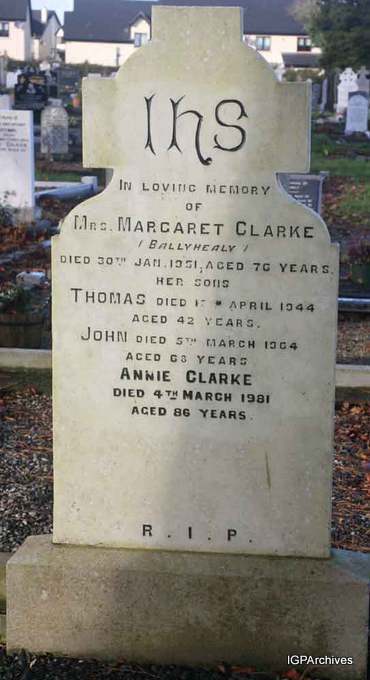 IhS
IN LOVING MEMORY
OF
MRS. MARGARET CLARKE
(BALLYHEALY)
DIED 30TH JAN. 1951, AGED 76 YEARS.
HER SONS
THOMAS DIED APRIL 1944
AGED 42 YEARS.
JOHN DIED 5TH MARCH 1964
AGED 63 YEARS
ANNIE CLARKE
DIED 4TH MARCH 1981
AGED 86 YEARS.
R. I. P.
IGPArchives